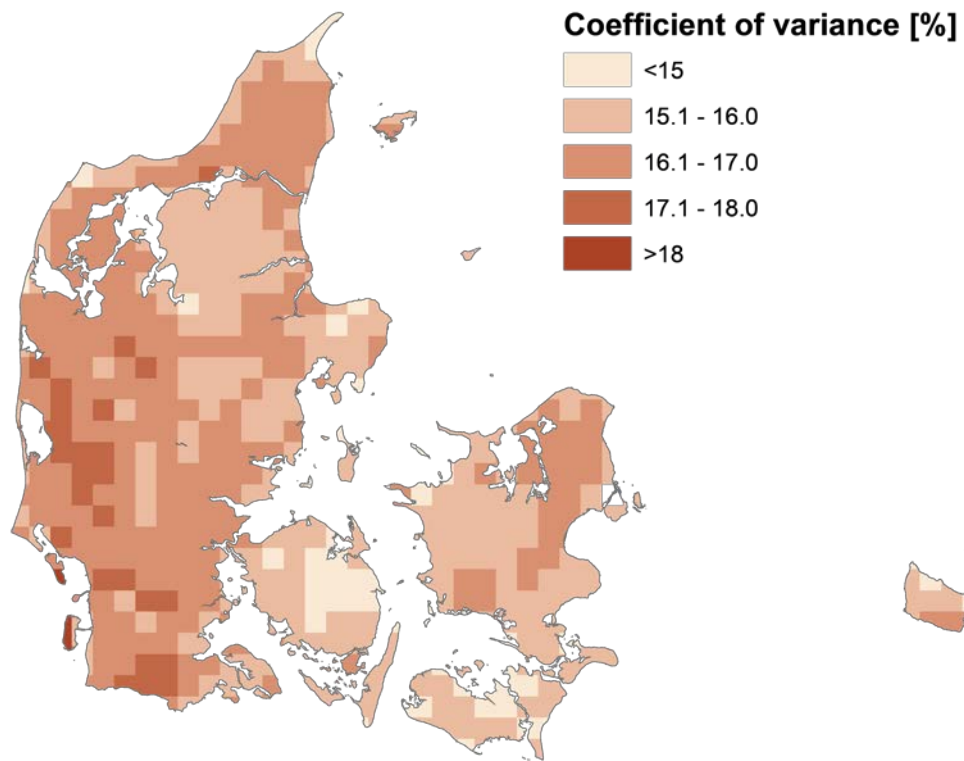 Coefficient of variance [%]
<15
15.1 - 16.0
16.1 - 17.0
17.1 - 18.0
>18